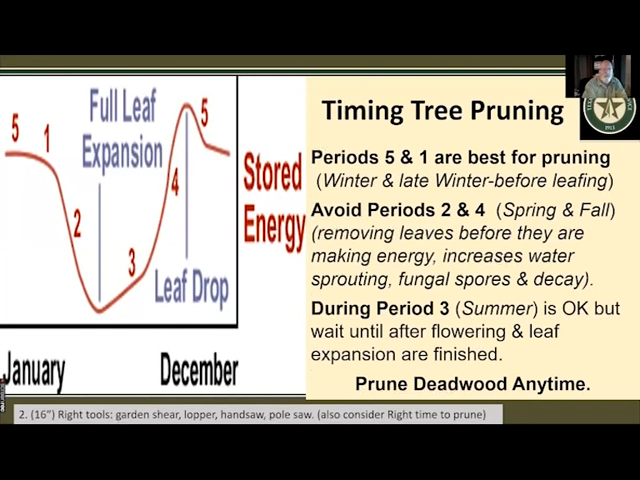 5
1
Full Leaf
Expansion
5
2
3
4
Leaf Drop
Stored
Energy
January
December
Timing Tree Pruning
Periods 5 & 1 are best for pruning
(Winter & late Winter-before leafing)
Avoid Periods 2 & 4 (Spring & Fall)
(removing leaves before they are
making energy, increases water
sprouting, fungal spores & decay).
During Period 3 (Summer) is OK but
wait until after flowering & leaf
expansion are finished.
Prune Deadwood Anytime.
2. (16") Right tools: garden shear, lopper, handsaw, pole saw. (also consider Right time to prune)